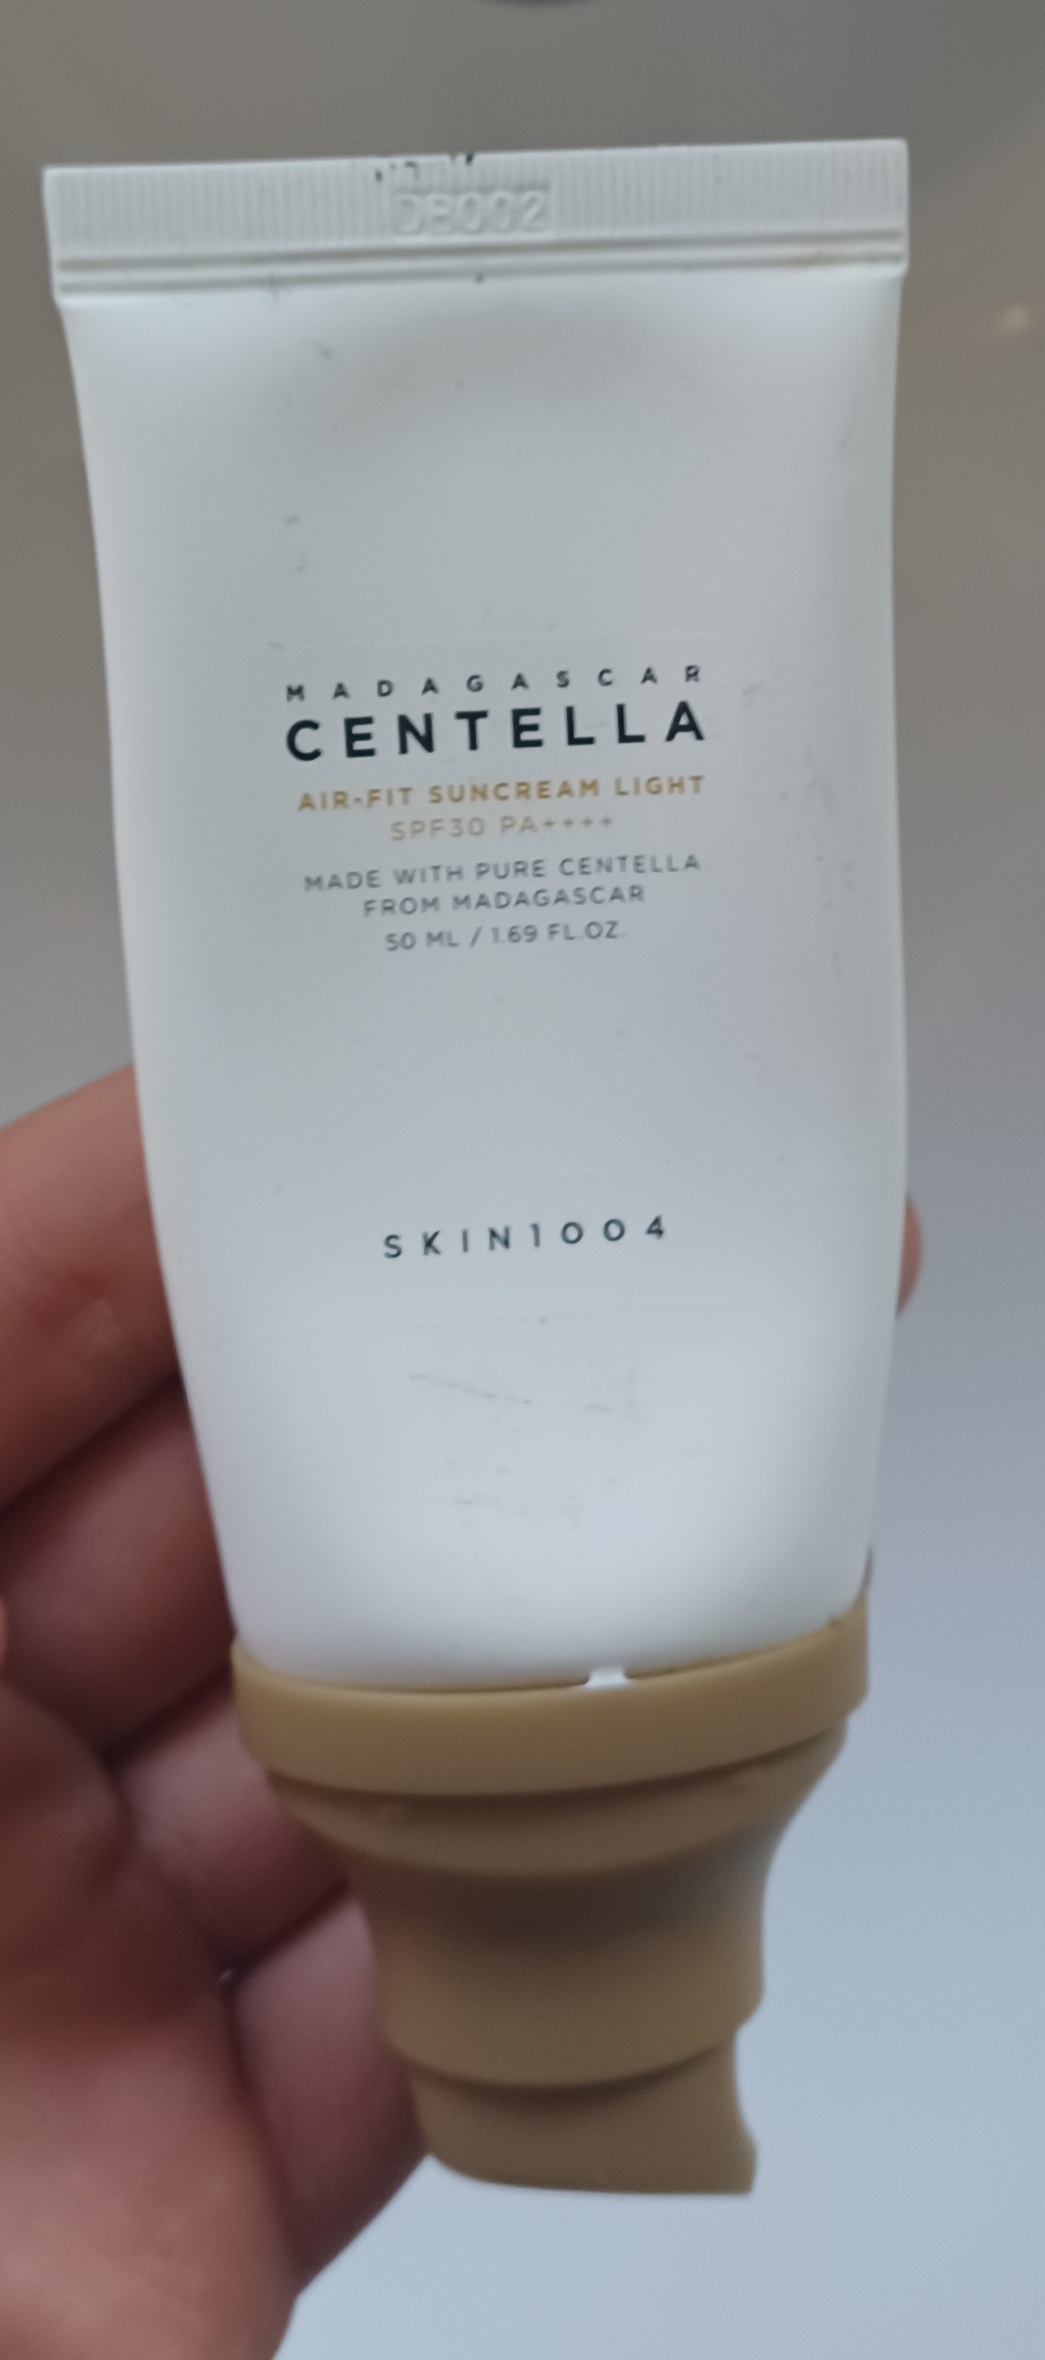 MADAGASCAR
CENTELLA
AIR-FIT SUNCREAM LIGHT
SPF30 PA++++
MADE WITH PURE CENTELLA
FROM MADAGASCAR
50 ML / 1.69 FL.OZ.
SKIN1004